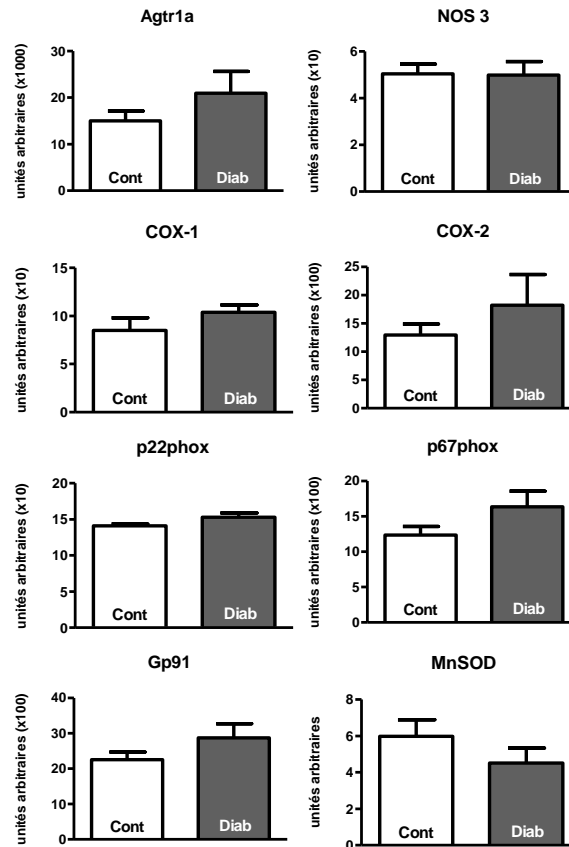 Agtr1a
unités arbitraires (x1000)
30
20
10
0
Cont
Diab
NOS 3
unités arbitraires (x10)
6
4
2
0
Cont
Diab
COX-1
unités arbitraires (x10)
15
10
5
0
Cont
Diab
COX-2
unités arbitraires (x100)
25
20
15
10
5
0
Cont
Diab
p22phox
unités arbitraires (x10)
20
15
10
5
0
Cont
Diab
p67phox
unités arbitraires (x100)
20
15
10
5
0
Cont
Diab
Gp91
unités arbitraires (x100)
40
30
20
10
0
Cont
Diab
MnSOD
unités arbitraires
8
6
4
2
0
Cont
Diab